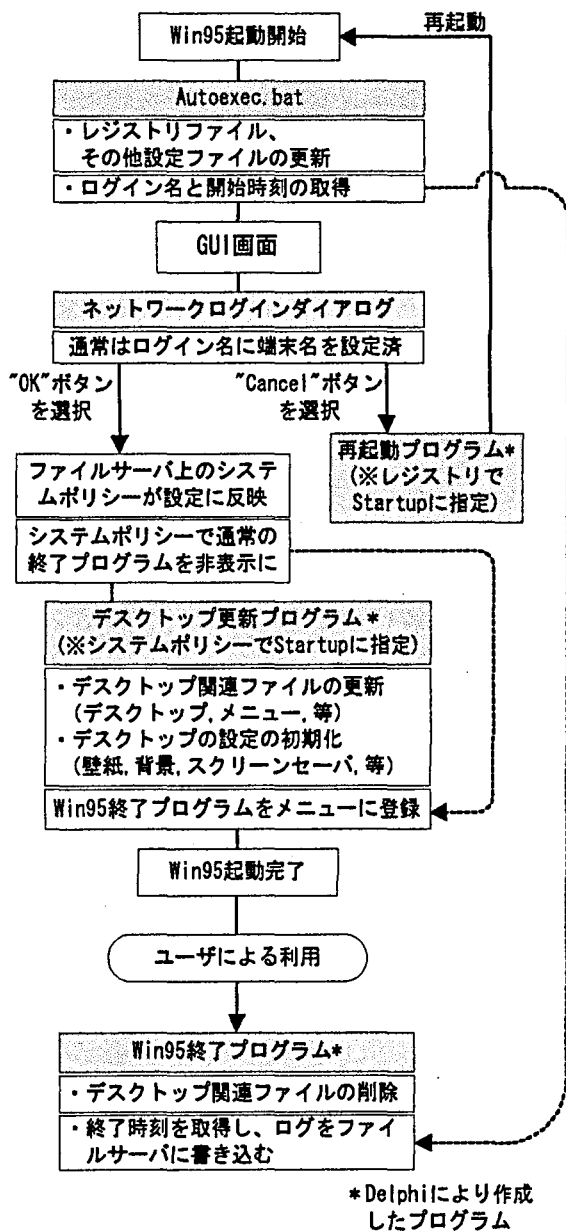 Win95起動開始
再起動
Autoexec.bat
・レジストリファイル、
その他設定ファイルの更新
・ログイン名と開始時刻の取得
GUI画面
ネットワークログインダイアログ
通常はログイン名に端末名を設定済
"OK"ボタン
を選択
"Cancel"ボタン
を選択
再起動プログラム*
(※レジストリで
Startupに指定)
ファイルサーバ上のシステ
ムポリシーが設定に反映
システムポリシーで通常の
終了プログラムを非表示に
デスクトップ更新プログラム*
(※システムポリシーでStartupに指定)
・デスクトップ関連ファイルの更新
(デスクトップ,メニュー,等)
・デスクトップの設定の初期化
(壁紙,背景,スクリーンセーバ,等)
Win95終了プログラムをメニューに登録
Win95起動完了
ユーザによる利用
Win95終了プログラム*
・デスクトップ関連ファイルの削除
・終了時刻を取得し、ログをファイ
ルサーバに書き込む
*Delphiにより作成
したプログラム